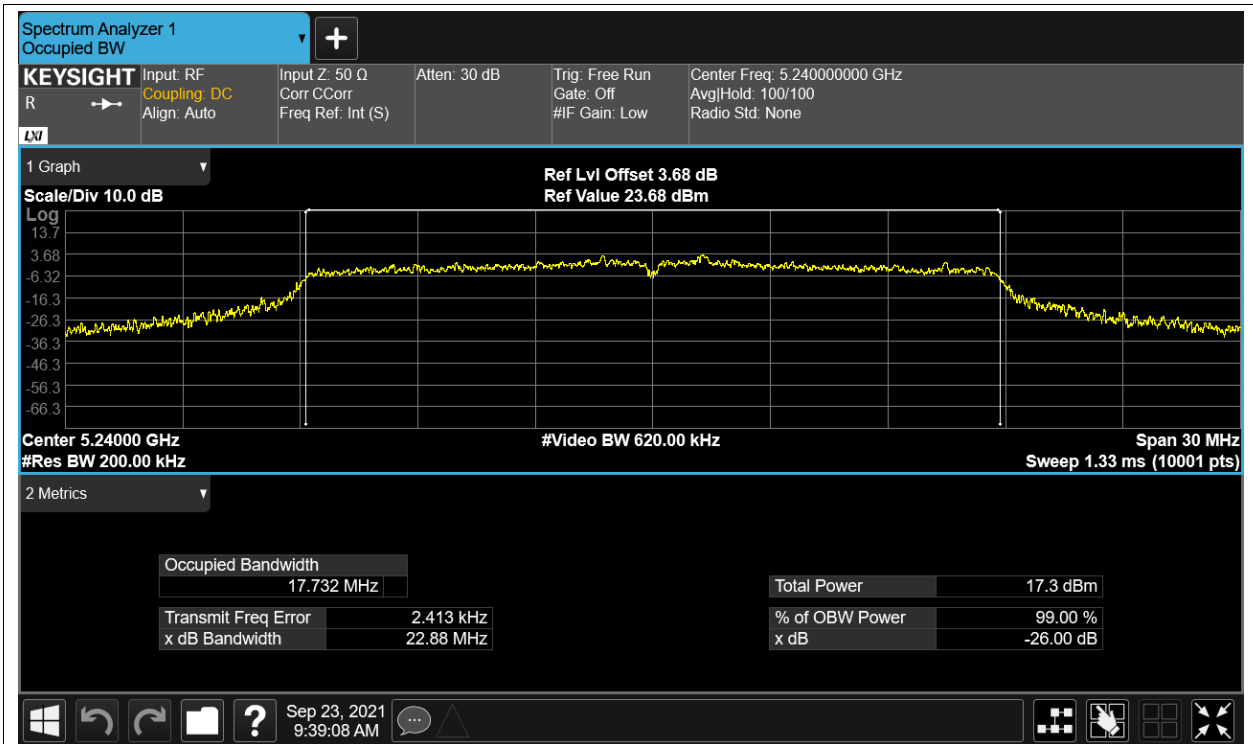 Spectrum Analyzer 1
Occupied BW
KEYSIGHT
R
LXI
Input: RF
Coupling: DC
Align: Auto
Input Z: 50 Ω
Corr CCorr
Freq Ref: Int (S)
Atten: 30 dB
Trig: Free Run
Gate: Off
#IF Gain: Low
Center Freq: 5.240000000 GHz
Avg|Hold: 100/100
Radio Std: None
1 Graph
Scale/Div 10.0 dB
Ref Lvl Offset 3.68 dB
Ref Value 23.68 dBm
Log
13.7
3.68
-6.32
-16.3
-26.3
-36.3
-46.3
-56.3
-66.3
Center 5.24000 GHz
#Res BW 200.00 kHz
#Video BW 620.00 kHz
Span 30 MHz
Sweep 1.33 ms (10001 pts)
2 Metrics
Occupied Bandwidth
17.732 MHz
Transmit Freq Error 2.413 kHz
x dB Bandwidth 22.88 MHz
Total Power 17.3 dBm
% of OBW Power 99.00 %
x dB -26.00 dB
?
Sep 23, 2021
9:39:08 AM